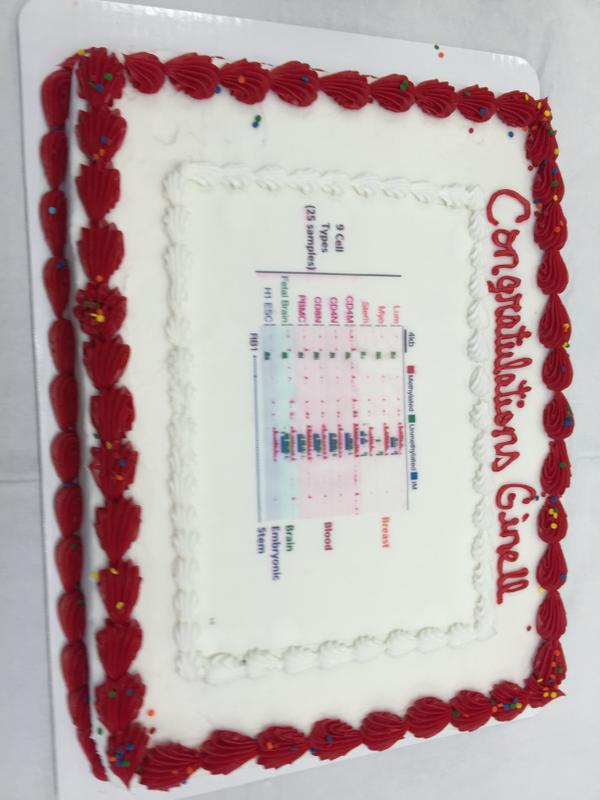 Congratulations Ginell
4kb
Methylated Unmethylated IM
Lum
Myo
Stem
CD4M
CD4N
CD8N
PBMC
Fetal Brain
H1 ESC
9 Cell
Types
(25 samples)
Breast
Blood
Brain
Embryonic
Stem
RB1